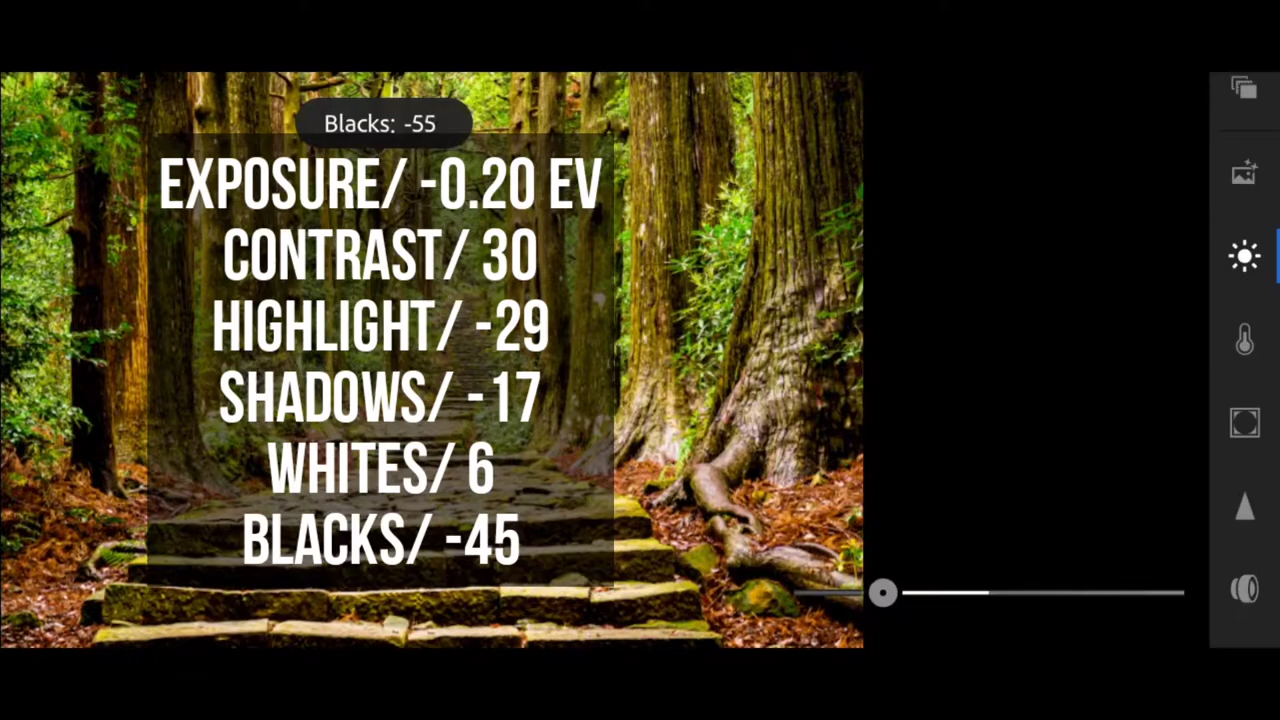 Blacks: -55
EXPOSURE/ -0.20 EV
CONTRAST/ 30
HIGHLIGHT/ -29
SHADOWS/ -17
WHITES/ 6
BLACKS/ -45